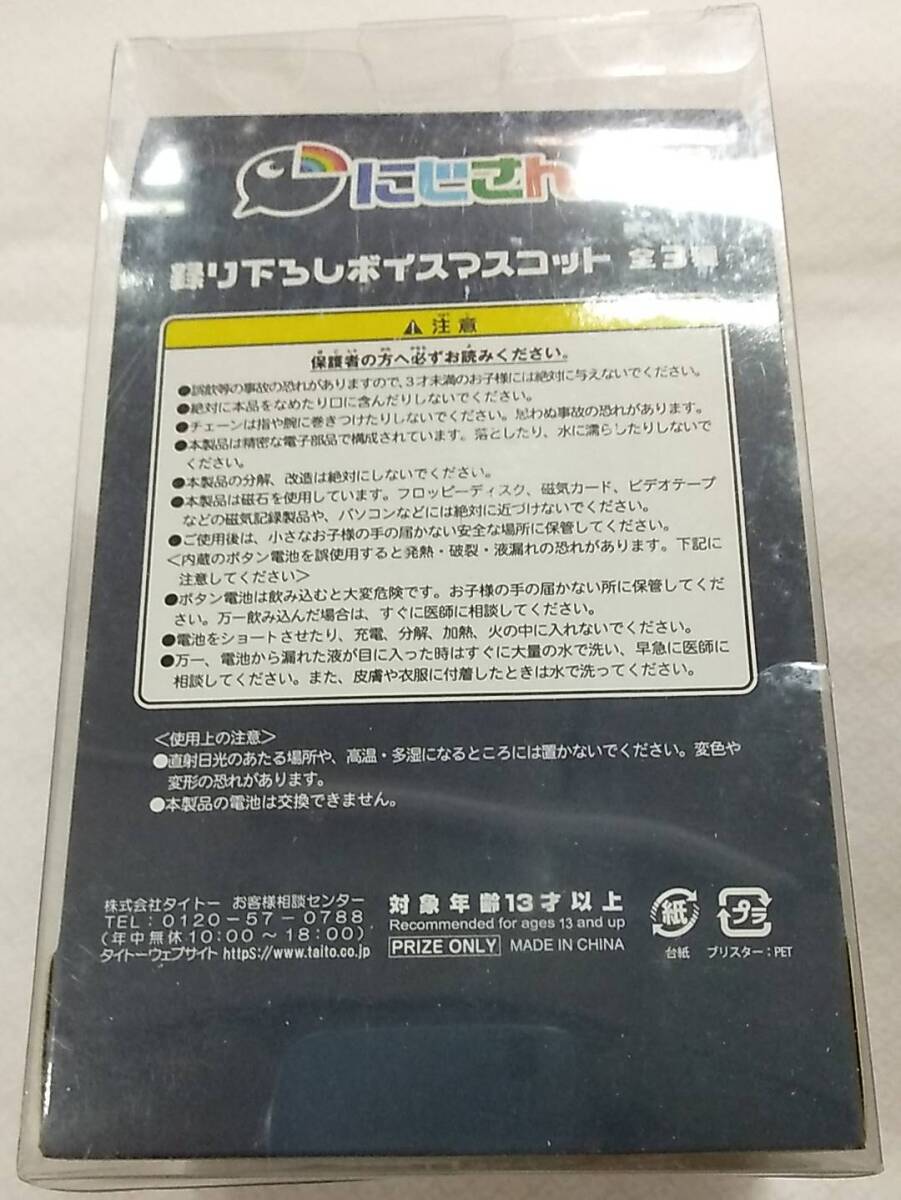 にじさん
録り下ろしボイスマスコット 全3種
注意
保護者の方へ必ずお読みください。
●誤飲等の事故の恐れがありますので、3才未満のお子様には絶対に与えないでください。
●絶対に本品をなめたり口に含んだりしないでください。
●チェーンは指や腕に巻きつけたりしないでください。思わぬ事故の恐れがあります。
●本製品は精密な電子部品で構成されています。落としたり、水に濡らしたりしないで
ください。
●本製品の分解、改造は絶対にしないでください。
●本製品は磁石を使用しています。フロッピーディスク、磁気カード、ビデオテープ
などの磁気記録製品や、パソコンなどには絶対に近づけないでください。
●ご使用後は、小さなお子様の手の届かない安全な場所に保管してください。
<内蔵のボタン電池を誤使用すると発熱・破裂・液漏れの恐れがあります。下記に
注意してください>
●ボタン電池は飲み込むと大変危険です。お子様の手の届かない所に保管してくだ
さい。万一飲み込んだ場合は、すぐに医師に相談してください。
●電池をショートさせたり、充電、分解、加熱、火の中に入れないでください。
●万一、電池から漏れた液が目に入った時はすぐに大量の水で洗い、早急に医師に
相談してください。また、皮膚や衣服に付着したときは水で洗ってください。
<使用上の注意>
●直射日光のあたる場所や、高温・多湿になるところには置かないでください。変色や
変形の恐れがあります。
●本製品の電池は交換できません。
株式会社タイトー お客様相談センター
TEL:0120-57-0788
(年中無休10:00~18:00)
タイトーウェブサイト https://www.taito.co.jp
対象年齢13才以上
Recommended for ages 13 and up
PRIZE ONLY MADE IN CHINA
紙
台紙
プラ
ブリスター:PET